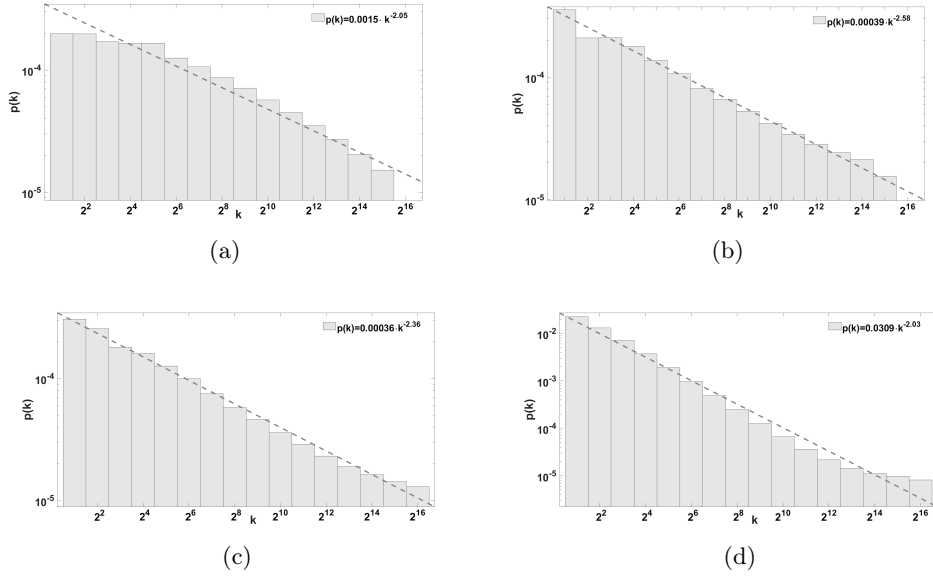 p(k)=0.0015· k^-2.05
10^-4
p(k)
10^-5
2^2 2^4 2^6 2^8 2^10 2^12 2^14 2^16
k
(a)
p(k)=0.00039·k^-2.58
10^-4
p(k)
10^-5
2^2 2^4 2^6 2^8 2^10 2^12 2^14 2^16
k
(b)
p(k)=0.00036·k^-2.36
10^-4
p(k)
10^-5
2^2 2^4 2^6 2^8 2^10 2^12 2^14 2^16
k
(c)
p(k)=0.0309·k^-2.03
10^-2
10^-3
p(k)
10^-4
10^-5
2^2 2^4 2^6 2^8 2^10 2^12 2^14 2^16
k
(d)